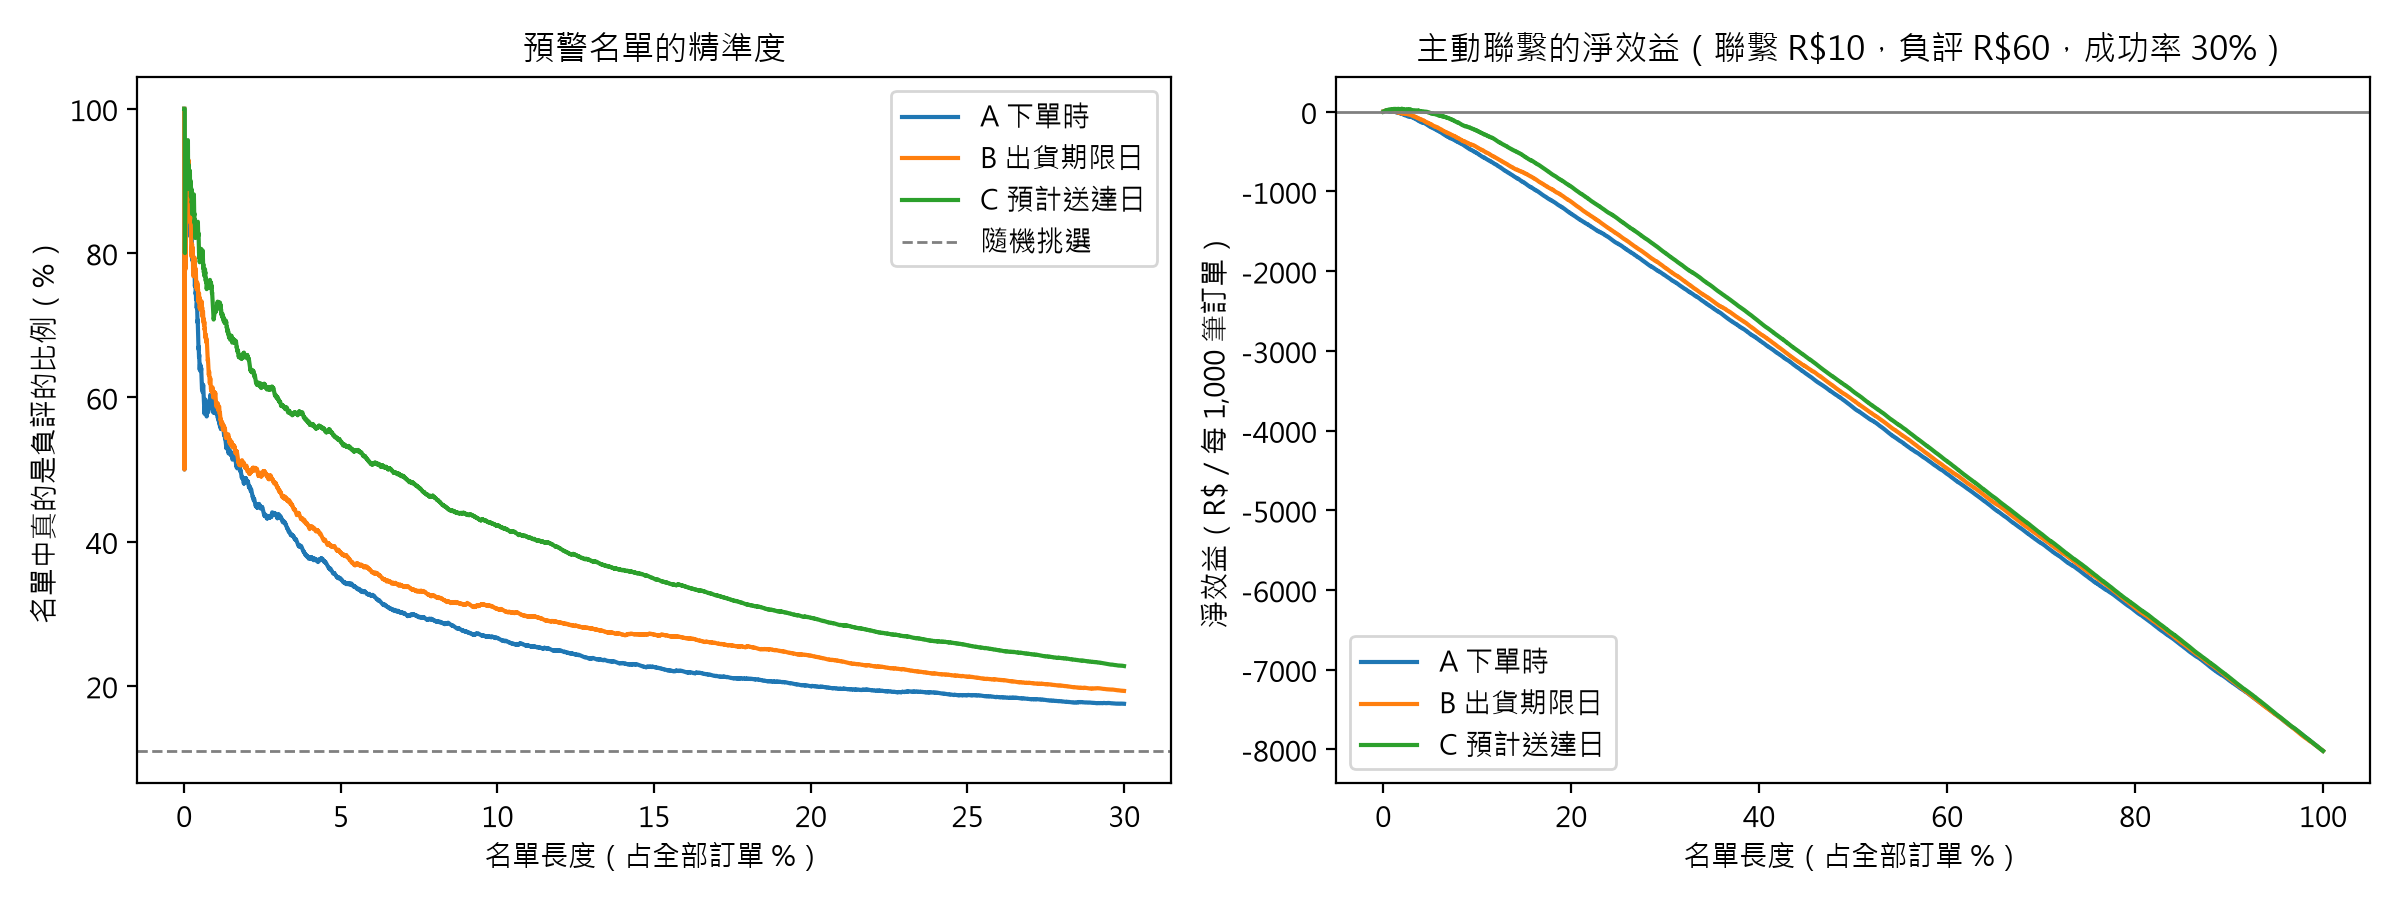 預警名單的精準度
名單中真的是負評的比例（%）
100
80
60
40
20
A 下單時
B 出貨期限日
C 預計送達日
隨機挑選
0 5 10 15 20 25 30
名單長度（占全部訂單 %）
主動聯繫的淨效益（聯繫 R$10，負評 R$60，成功率 30%）
淨效益（R$ / 每 1,000 筆訂單）
0
-1000
-2000
-3000
-4000
-5000
-6000
-7000
-8000
A 下單時
B 出貨期限日
C 預計送達日
0 20 40 60 80 100
名單長度（占全部訂單 %）